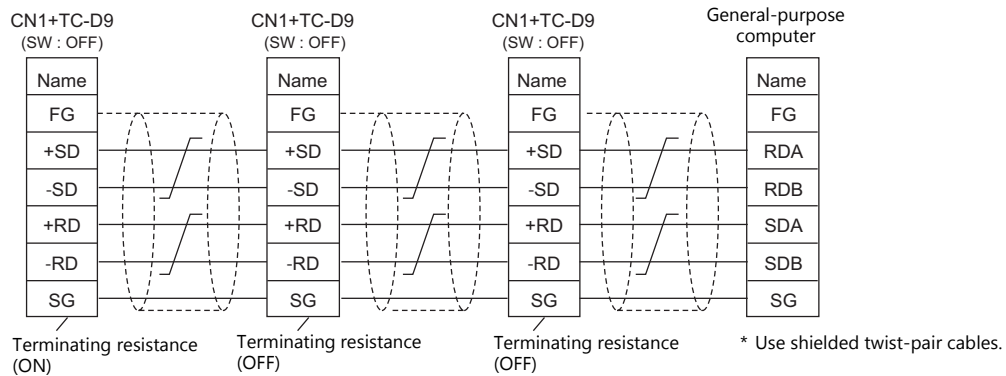 CN1+TC-D9
(SW : OFF)
Name
FG
+SD
-SD
+RD
-RD
SG
Terminating resistance
(ON)
CN1+TC-D9
(SW : OFF)
Name
FG
+SD
-SD
+RD
-RD
SG
Terminating resistance
(OFF)
CN1+TC-D9
(SW : OFF)
Name
FG
+SD
-SD
+RD
-RD
SG
Terminating resistance
(OFF)
General-purpose
computer
Name
FG
RDA
RDB
SDA
SDB
SG
* Use shielded twist-pair cables.